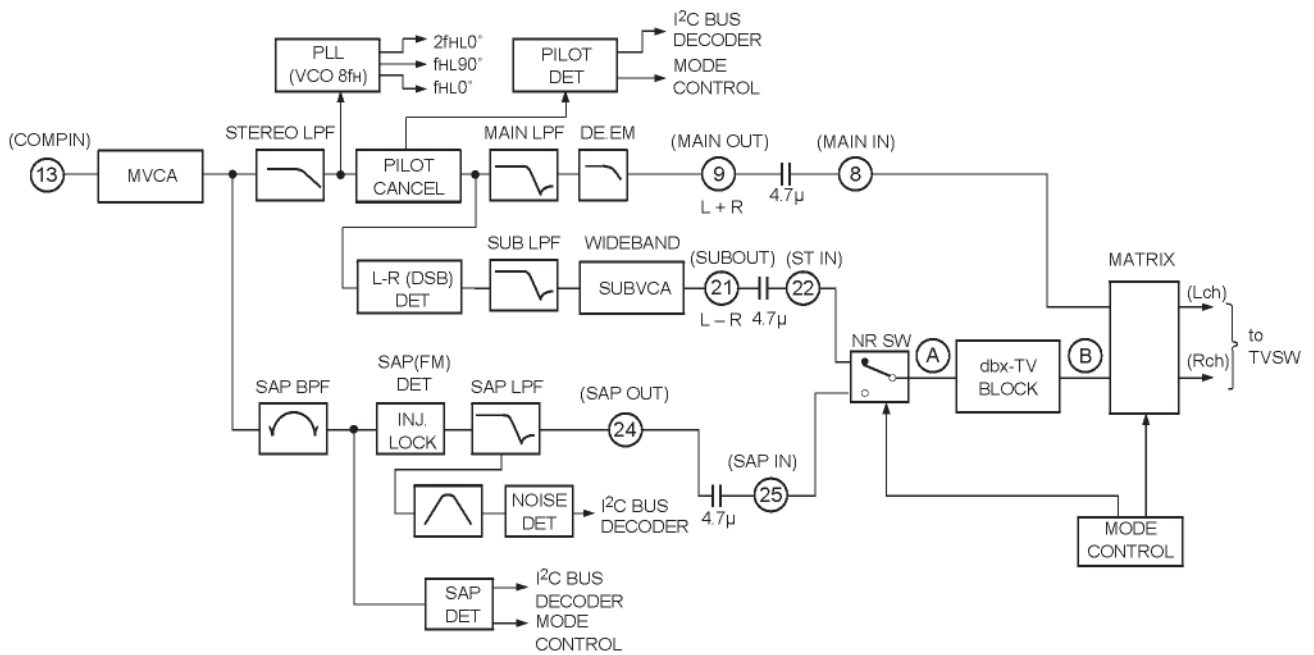 I²C BUS
DECODER
MODE
CONTROL
2fHL0°
fHL90°
fHL0°
PLL
(VCO 8fH)
PILOT
DET
(COMPIN)
STEREO LPF
MAIN LPF
DE.EM
(MAIN OUT)
(MAIN IN)
13
MVCA
PILOT
CANCEL
9
8
4.7µ
L + R
SUB LPF
WIDEBAND
(SUBOUT)
(ST IN)
MATRIX
L-R (DSB)
DET
SUBVCA
21
22
L – R
4.7µ
(Lch)
(Rch)
to
TVSW
NR SW
A
dbx-TV
BLOCK
B
SAP BPF
SAP(FM)
DET
SAP LPF
(SAP OUT)
INJ.
LOCK
24
(SAP IN)
25
4.7µ
NOISE
DET
I²C BUS
DECODER
MODE
CONTROL
SAP
DET
I²C BUS
DECODER
MODE
CONTROL